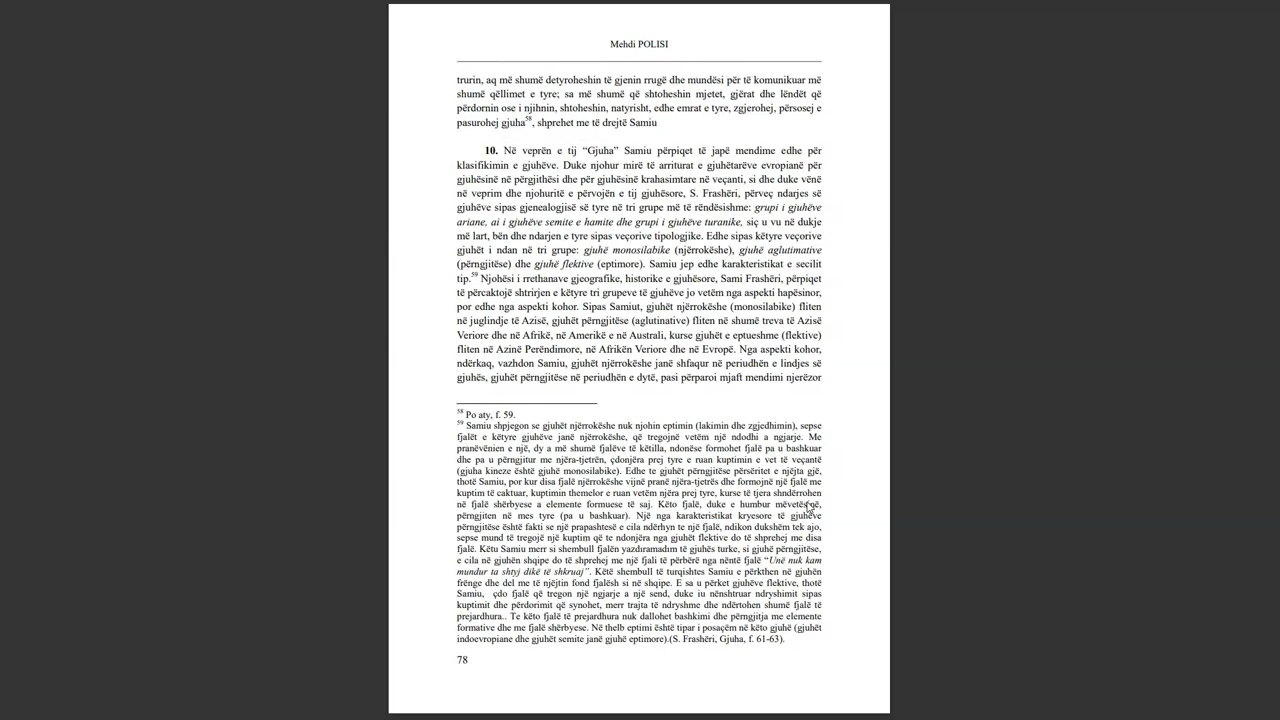 Mehdi POLISI
trurin, aq më shumë detyroheshin të gjenin rrugë dhe mundësi për të komunikuar më
shumë qëllimet e tyre; sa më shumë që shtoheshin mjetet, gjërat dhe lëndët që
përdornin ose i njihnin, shtoheshin, natyrisht, edhe emrat e tyre, zgjerohej, përsosej e
pasurohej gjuha58, shprehet me të drejtë Samiu
10. Në veprën e tij “Gjuha” Samiu përpiqet të japë mendime edhe për
klasifikimin e gjuhëve. Duke njohur mirë të arriturat e gjuhëtarëve evropianë për
gjuhësinë në përgjithësi dhe për gjuhësinë krahasimtare në veçanti, si dhe duke vënë
në veprim dhe njohuritë e përvojën e tij gjuhësore, S. Frashëri, përveç ndarjes së
gjuhëve sipas gjenealogjisë së tyre në tri grupe më të rëndësishme: grupi i gjuhëve
ariane, ai i gjuhëve semite e hamite dhe grupi i gjuhëve turanike, siç u vu në dukje
më lart, bën dhe ndarjen e tyre sipas veçorive tipologjike. Edhe sipas këtyre veçorive
gjuhët i ndan në tri grupe: gjuhë monosilabike (njërrokëshe), gjuhë aglutimative
(përngjitëse) dhe gjuhë flektive (eptimore). Samiu jep edhe karakteristikat e secilit
tip.59 Njohësi i rrethanave gjeografike, historike e gjuhësore, Sami Frashëri, përpiqet
të përcaktojë shtrirjen e këtyre tri grupeve të gjuhëve jo vetëm nga aspekti hapësinor,
por edhe nga aspekti kohor. Sipas Samiut, gjuhët njërrokëshe (monosilabike) fliten
në juglindje të Azisë, gjuhët përngjitëse (aglutinative) fliten në shumë treva të Azisë
Veriore dhe në Afrikë, në Amerikë e në Australi, kurse gjuhët e eptueshme (flektive)
fliten në Azinë Perëndimore, në Afrikën Veriore dhe në Evropë. Nga aspekti kohor,
ndërkaq, vazhdon Samiu, gjuhët njërrokëshe janë shfaqur në periudhën e lindjes së
gjuhës, gjuhët përngjitëse në periudhën e dytë, pasi përparoi mjaft mendimi njerëzor
58 Po aty, f. 59.
59 Samiu shpjegon se gjuhët njërrokëshe nuk njohin eptimin (lakimin dhe zgjedhimin), sepse
fjalët e këtyre gjuhëve janë njërrokëshe, që tregojnë vetëm një ndodhi a ngjarje. Me
pranëvënien e një, dy a më shumë fjalëve të këtilla, ndonëse formohet fjalë pa u bashkuar
dhe pa u përngjitur me njëra-tjetrën, çdonjëra prej tyre e ruan kuptimin e vet të veçantë
(gjuha kineze është gjuhë monosilabike). Edhe te gjuhët përngjitëse përsëritet e njëjta gjë,
thotë Samiu, por kur disa fjalë njërrokëshe vijnë pranë njëra-tjetrës dhe formojnë një fjalë me
kuptim të caktuar, kuptimin themelor e ruan vetëm njëra prej tyre, kurse të tjera shndërrohen
në fjalë shërbyese a elemente formuese të saj. Këto fjalë, duke e humbur mëvetësinë,
përngjiten në mes tyre (pa u bashkuar). Një nga karakteristikat kryesore të gjuhëve
përngjitëse është fakti se një prapashtesë e cila ndërhyn te një fjalë, ndikon dukshëm tek ajo,
sepse mund të tregojë një kuptim që te ndonjëra nga gjuhët flektive do të shprehej me disa
fjalë. Këtu Samiu merr si shembull fjalën yazdıramadım të gjuhës turke, si gjuhë përngjitëse,
e cila në gjuhën shqipe do të shprehej me një fjali të përbërë nga nëntë fjalë “Unë nuk kam
mundur ta shtyj dikë të shkruaj”. Këtë shembull të turqishtes Samiu e përkthen në gjuhën
frënge dhe del me të njëjtin fond fjalësh si në shqipe. E sa u përket gjuhëve flektive, thotë
Samiu, çdo fjalë që tregon një ngjarje a një send, duke iu nënshtruar ndryshimit sipas
kuptimit dhe përdorimit që synohet, merr trajta të ndryshme dhe ndërtohen shumë fjalë të
prejardhura.. Te këto fjalë të prejardhura nuk dallohet bashkimi dhe përngjitja me elemente
formative dhe me fjalë shërbyese. Në thelb eptimi është tipar i posaçëm në këto gjuhë (gjuhët
indoevropiane dhe gjuhët semite janë gjuhë eptimore).(S. Frashëri, Gjuha, f. 61-63).
78